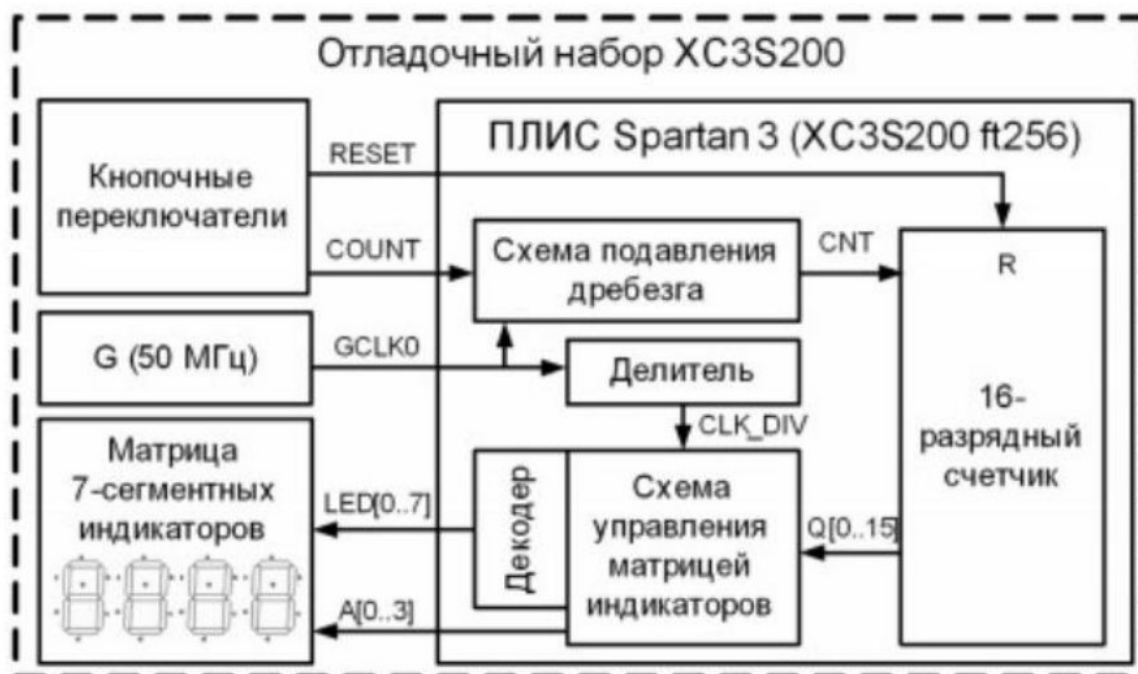 Отладочный набор XC3S200
Кнопочные
переключатели
RESET
COUNT
ПЛИС Spartan 3 (XC3S200 ft256)
Схема подавления
дребезга
CNT
R
16-
разрядный
счетчик
G (50 МГц)
GCLK0
Делитель
CLK_DIV
Матрица
7-сегментных
индикаторов
LED[0..7]
A[0..3]
Декодер
Схема
управления
матрицей
индикаторов
Q[0..15]